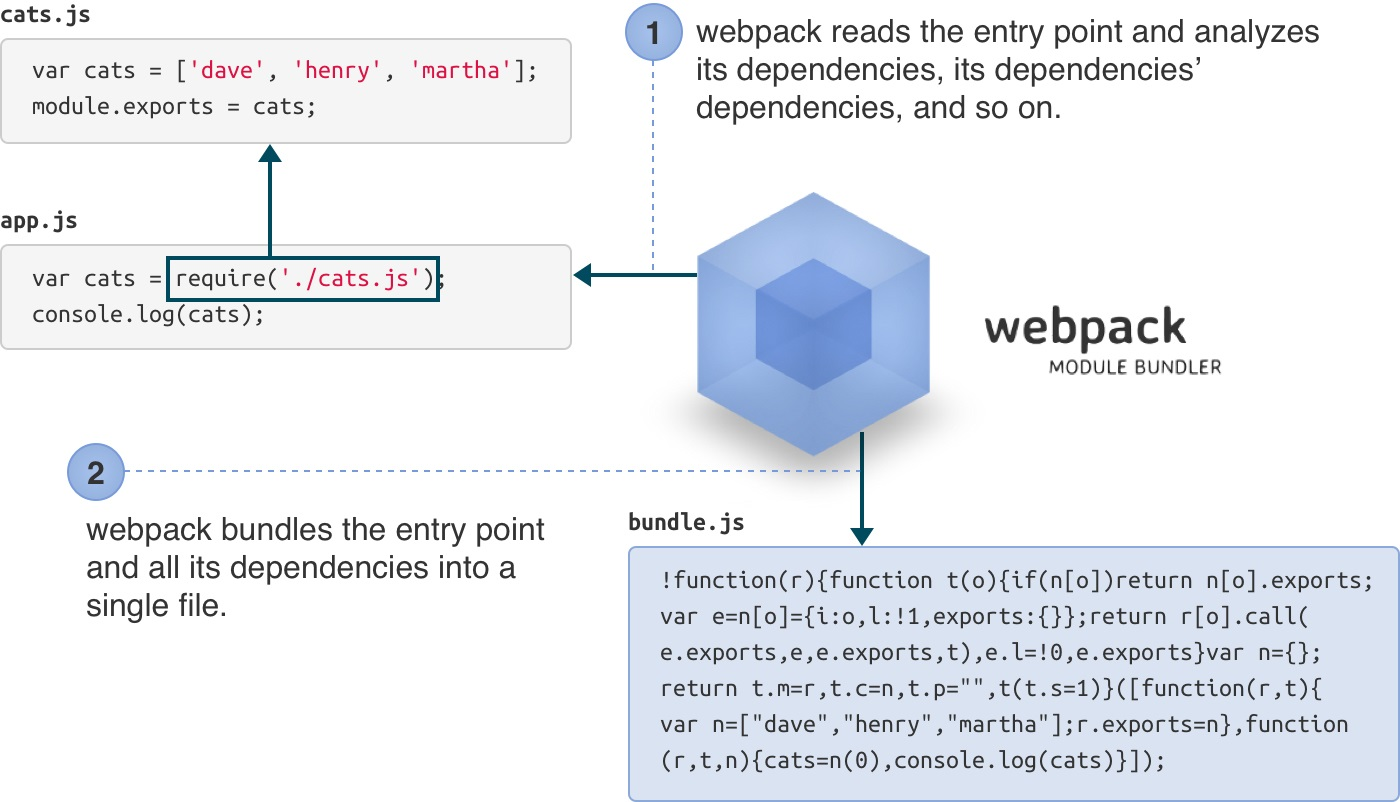 cats.js
var cats = ['dave', 'henry', 'martha'];
module.exports = cats;
1
webpack reads the entry point and analyzes
its dependencies, its dependencies’
dependencies, and so on.
app.js
var cats = require('./cats.js');
console.log(cats);
webpack
MODULE BUNDLER
2
webpack bundles the entry point
and all its dependencies into a
single file.
bundle.js
!function(r){function t(o){if(n[o])return n[o].exports;
var e=n[o]={i:o,l:!1,exports:{}};return r[o].call(
e.exports,e,e.exports,t),e.l=!0,e.exports}var n={};
return t.m=r,t.c=n,t.p="",t(t.s=1)}([function(r,t){
var n=["dave","henry","martha"];r.exports=n},function
(r,t,n){cats=n(0),console.log(cats)}]);